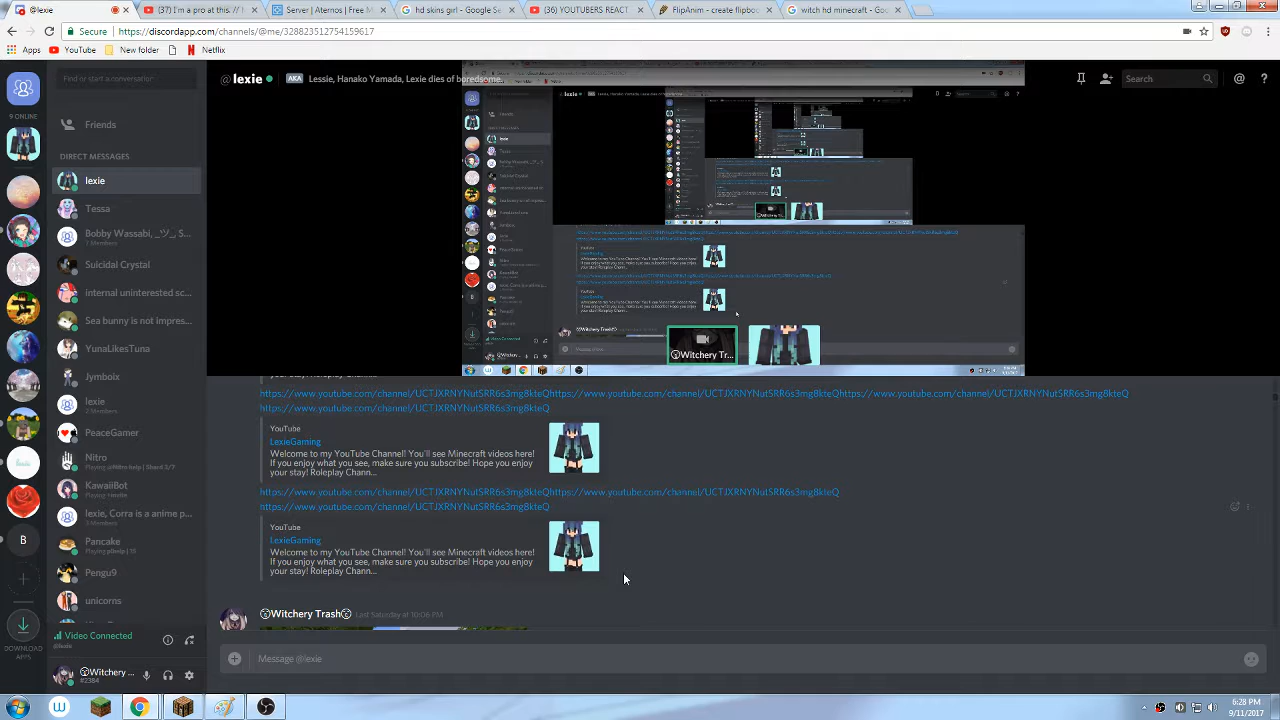 @lexie
(37) I'm a pro at this // l
Server | Aternos | Free M
hd skins girl - Google Se
(36) YOUTUBERS REACT
FlipAnim - create flipboo
witch hd minecraft - Goo
Secure
https://discordapp.com/channels/@me/328823512754159617
Apps
YouTube
New folder
Netflix
Find or start a conversation
@lexie
AKA
Lessie, Hanako Yamada, Lexie dies of boredsome.
Search
9 ONLINE
Friends
DIRECT MESSAGES
lexie
Tessa
Bobby Wasabi,
Suicidal Crystal
internal uninterested sc...
Sea bunny is not impres...
YunaLikesTuna
Jymboix
lexie
2 Members
PeaceGamer
Nitro
KawaiiBot
lexie, Corra is a anime p...
3 Members
Pancake
Pengu9
unicorns
DOWNLOAD
APPS
Video Connected
@lexie
Witchery ...
#2384
Witchery Tr...
https://www.youtube.com/channel/UCTJXRNYNutSRR6s3mg8kteQhttps://www.youtube.com/channel/UCTJXRNYNutSRR6s3mg8kteQhttps://www.youtube.com/channel/UCTJXRNYNutSRR6s3mg8kteQ
https://www.youtube.com/channel/UCTJXRNYNutSRR6s3mg8kteQ
YouTube
LexieGaming
Welcome to my YouTube Channel! You'll see Minecraft videos here!
If you enjoy what you see, make sure you subscribe! Hope you enjoy
your stay! Roleplay Chann...
https://www.youtube.com/channel/UCTJXRNYNutSRR6s3mg8kteQhttps://www.youtube.com/channel/UCTJXRNYNutSRR6s3mg8kteQ
https://www.youtube.com/channel/UCTJXRNYNutSRR6s3mg8kteQ
YouTube
LexieGaming
Welcome to my YouTube Channel! You'll see Minecraft videos here!
If you enjoy what you see, make sure you subscribe! Hope you enjoy
your stay! Roleplay Chann...
Witchery Trash
Last Saturday at 10:06 PM
Message @lexie
6:28 PM
9/11/2017